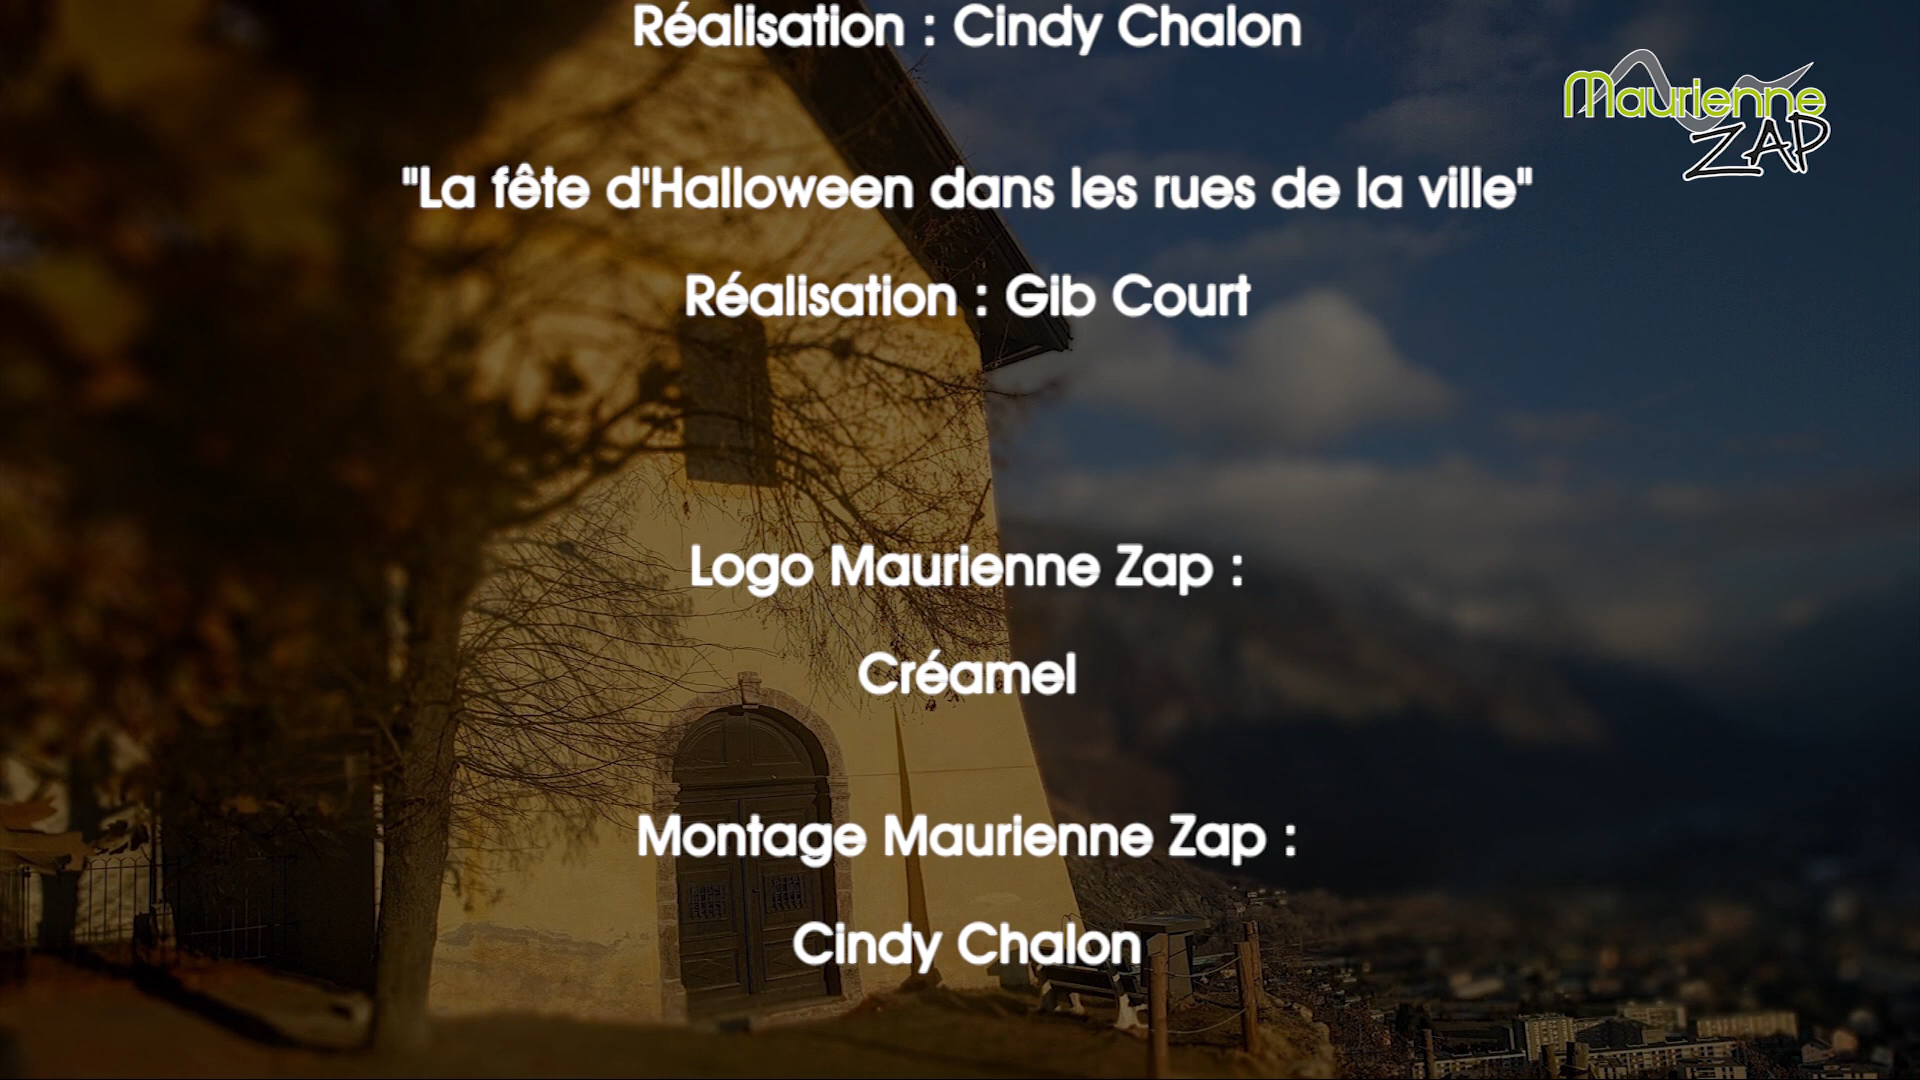 Réalisation : Cindy Chalon
Maurienne
ZAP
"La fête d'Halloween dans les rues de la ville"
Réalisation : Gib Court
Logo Maurienne Zap :
Créamel
Montage Maurienne Zap :
Cindy Chalon